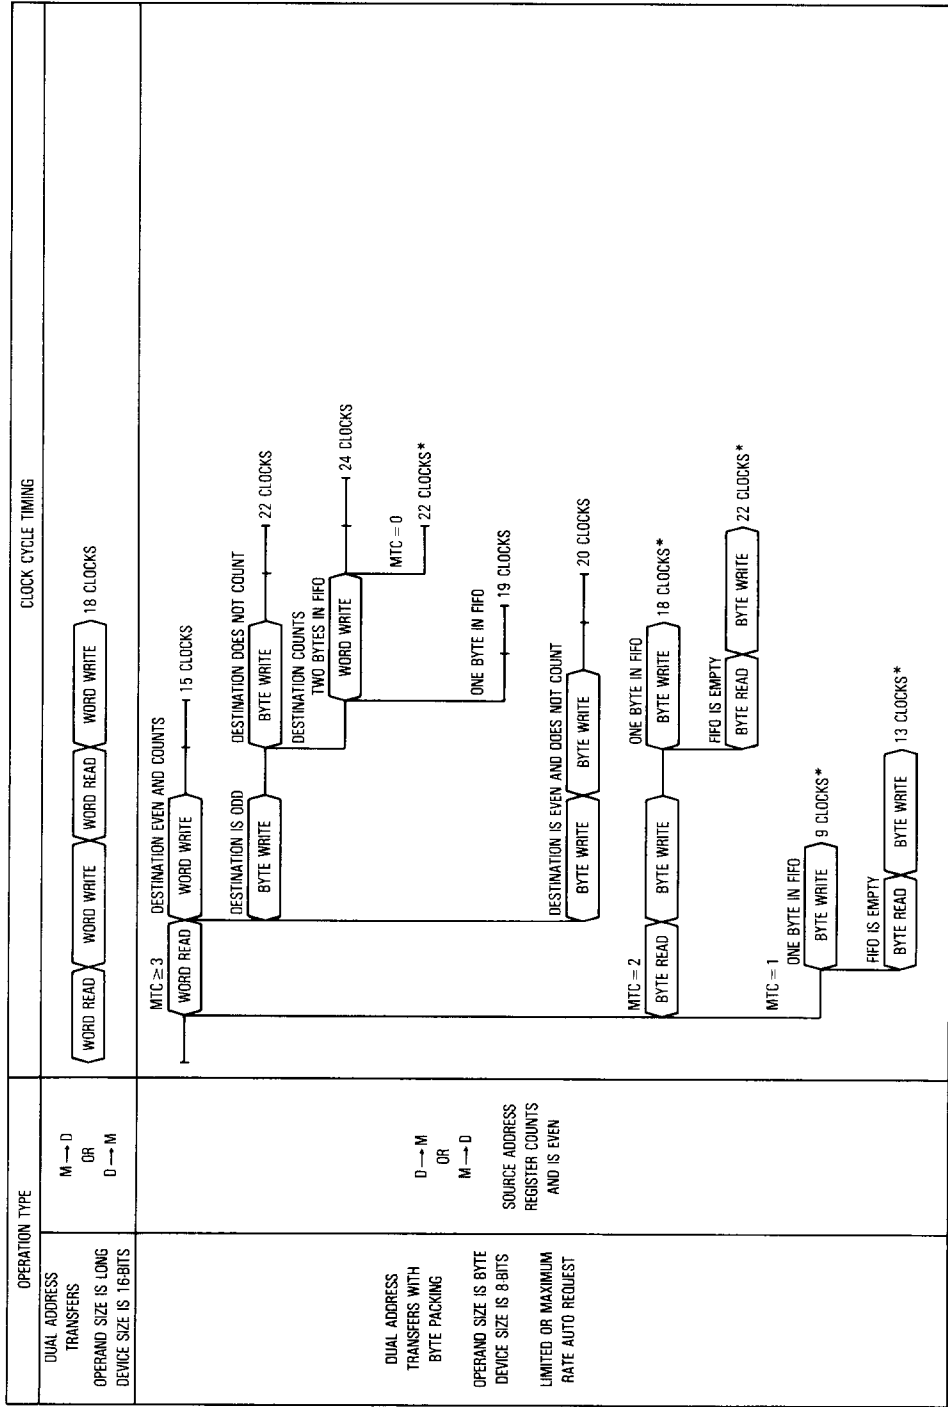 OPERATION TYPE
CLOCK CYCLE TIMING
DUAL ADDRESS
TRANSFERS
OPERAND SIZE IS LONG
DEVICE SIZE IS 16-BITS
M → D
OR
D → M
WORD READ
WORD WRITE
WORD READ
WORD WRITE
18 CLOCKS
DUAL ADDRESS
TRANSFERS WITH
BYTE PACKING
OPERAND SIZE IS BYTE
DEVICE SIZE IS 8-BITS
LIMITED OR MAXIMUM
RATE AUTO REQUEST
D → M
OR
M → D
SOURCE ADDRESS
REGISTER COUNTS
AND IS EVEN
MTC ≥ 3
DESTINATION EVEN AND COUNTS
WORD READ
WORD WRITE
15 CLOCKS
DESTINATION IS ODD
DESTINATION DOES NOT COUNT
BYTE WRITE
BYTE WRITE
22 CLOCKS
DESTINATION COUNTS
TWO BYTES IN FIFO
WORD WRITE
24 CLOCKS
MTC = 0
22 CLOCKS*
ONE BYTE IN FIFO
19 CLOCKS
DESTINATION IS EVEN AND DOES NOT COUNT
BYTE WRITE
BYTE WRITE
20 CLOCKS
MTC = 2
ONE BYTE IN FIFO
BYTE READ
BYTE WRITE
BYTE WRITE
18 CLOCKS*
FIFO IS EMPTY
BYTE READ
BYTE WRITE
22 CLOCKS*
MTC = 1
ONE BYTE IN FIFO
BYTE WRITE
9 CLOCKS*
FIFO IS EMPTY
BYTE READ
BYTE WRITE
13 CLOCKS*